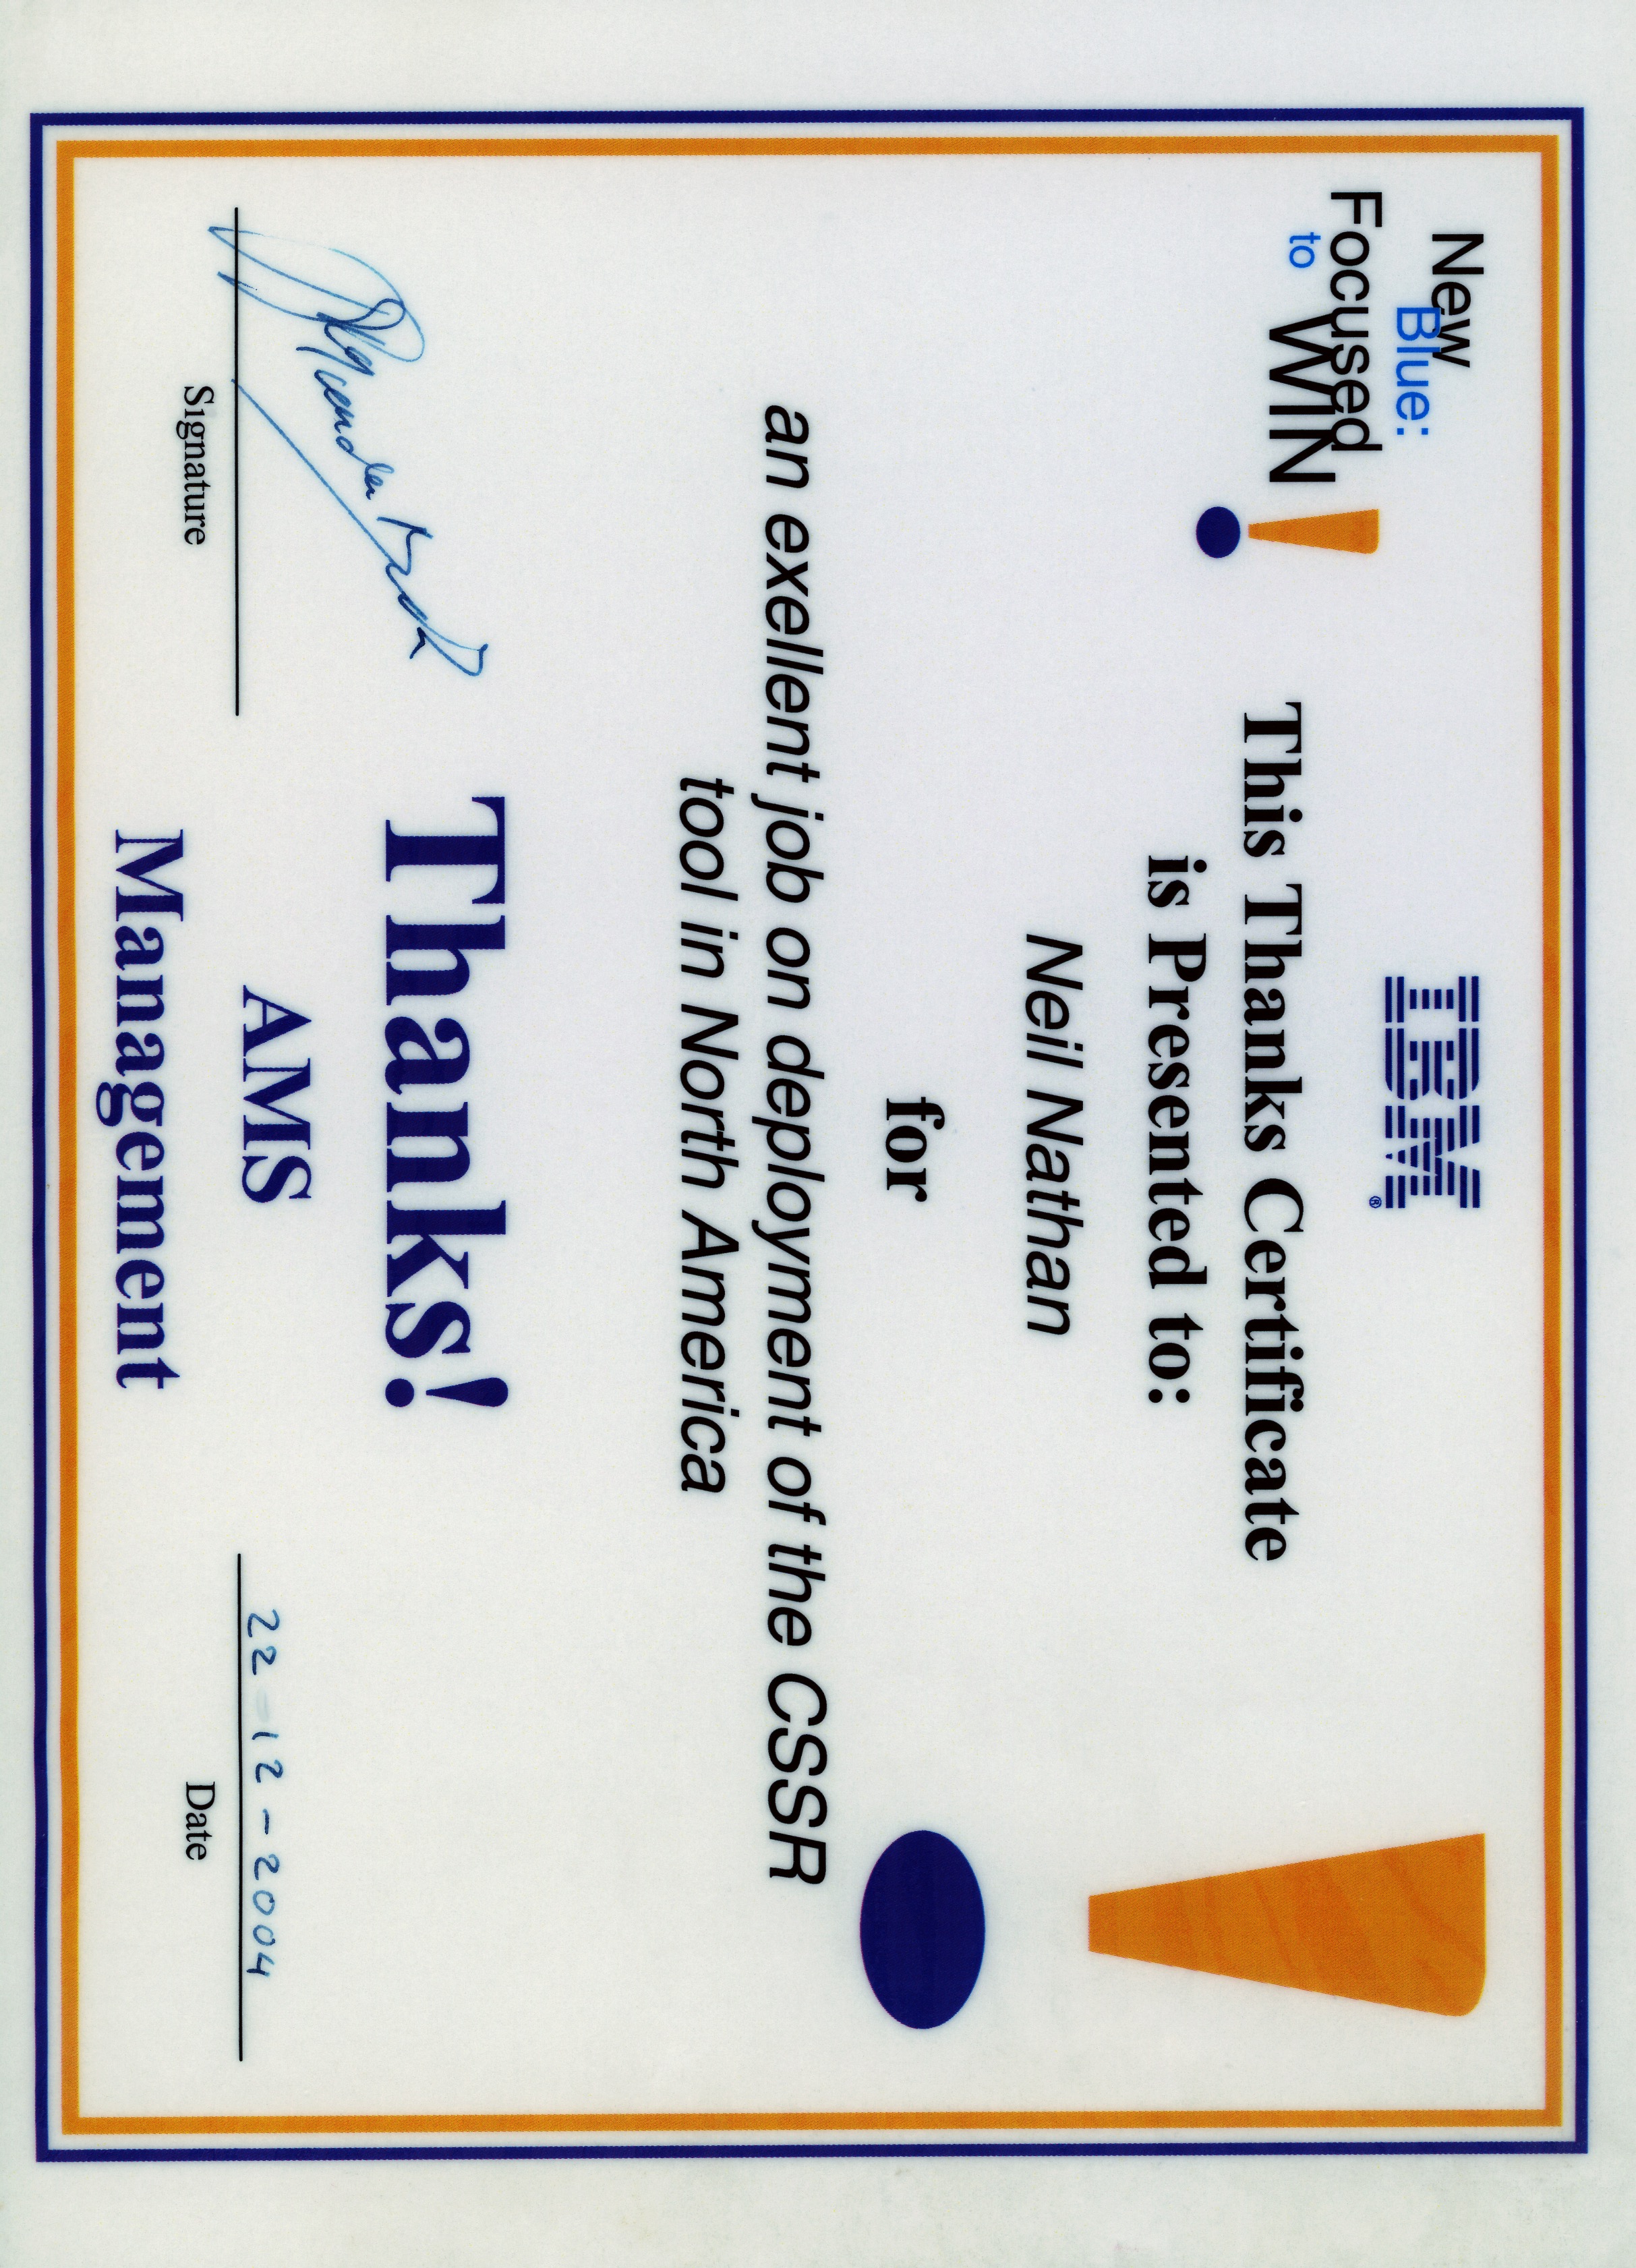 New
Blue:
Focused
to WIN
IBM®
This Thanks Certificate
is Presented to:
Neil Nathan
for
an exellent job on deployment of the CSSR
tool in North America
Thanks!
AMS
Management
Signature
22-12-2004
Date